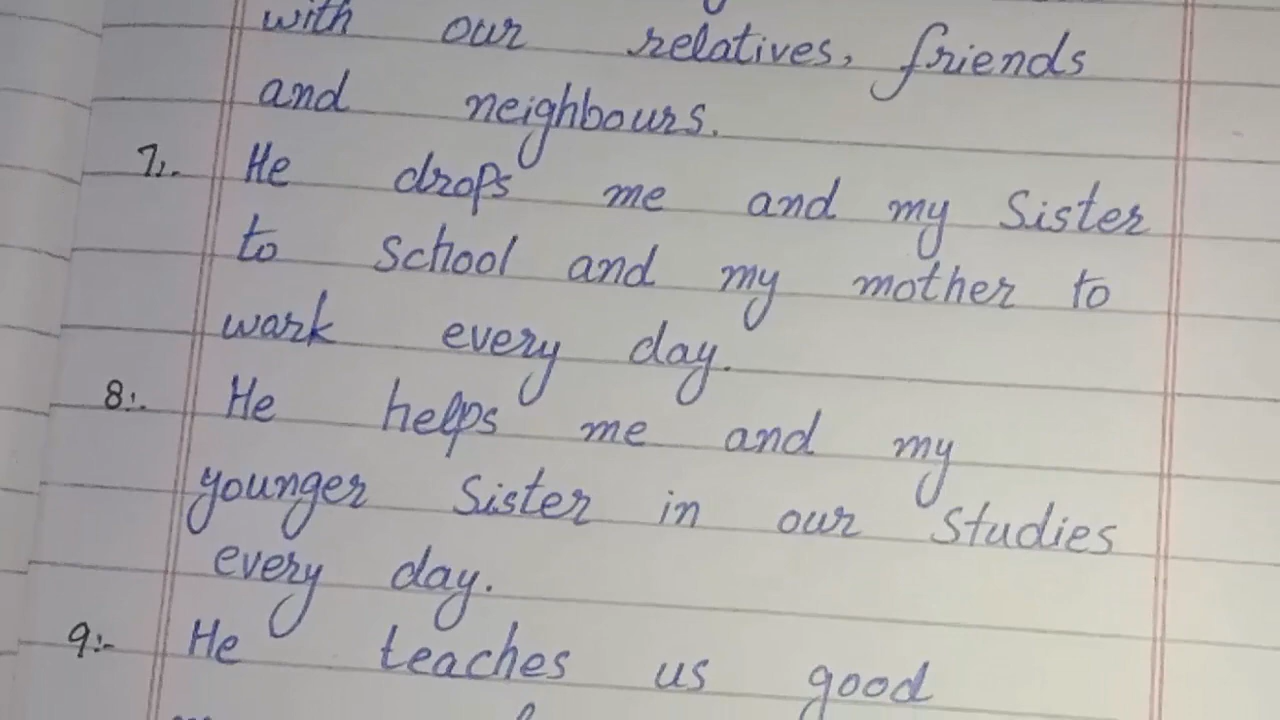 with our relatives, friends
and neighbours.
7:. He drops me and my Sister
to school and my mother to
work every day.
8:. He helps me and my
younger Sister in our studies
every day.
9:- He teaches us good